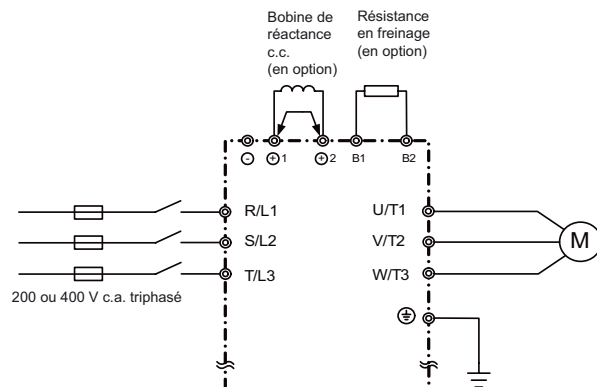 Bobine de
réactance
c.c.
(en option)
Résistance
en freinage
(en option)
- +1 +2 B1 B2
R/L1 U/T1
S/L2 V/T2
T/L3 W/T3
M
200 ou 400 V c.a. triphasé